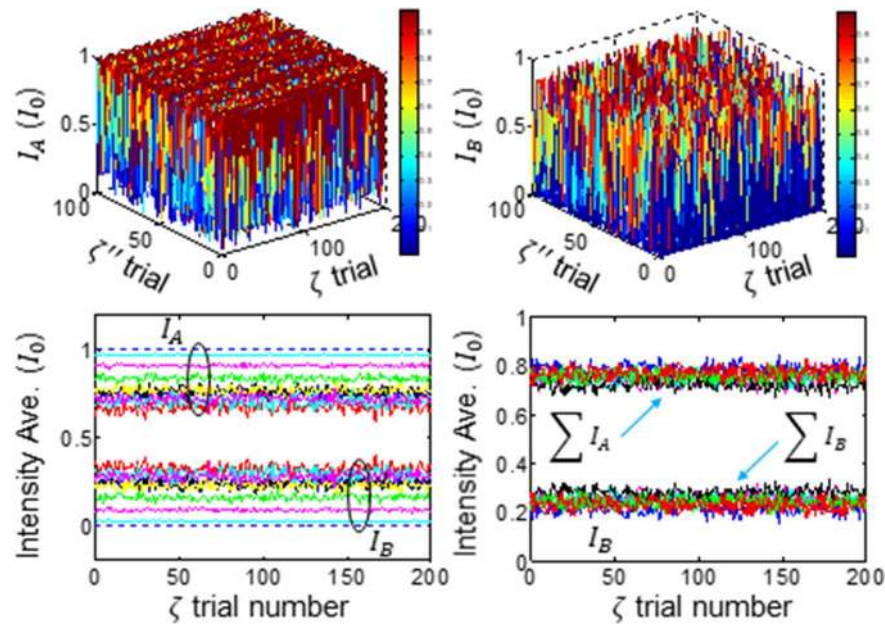 I_A (I_0)
1
0.5
0
100
50
0
ζ'' trial
0
100
200
ζ trial
I_B (I_0)
1
0.5
0
100
50
0
ζ'' trial
0
100
200
ζ trial
Intensity Ave. (I_0)
1
0.5
0
I_A
I_B
0
50
100
150
200
ζ trial number
Intensity Ave. (I_0)
1
0.8
0.6
0.4
0.2
0
∑ I_A
∑ I_B
I_B
0
50
100
150
200
ζ trial number